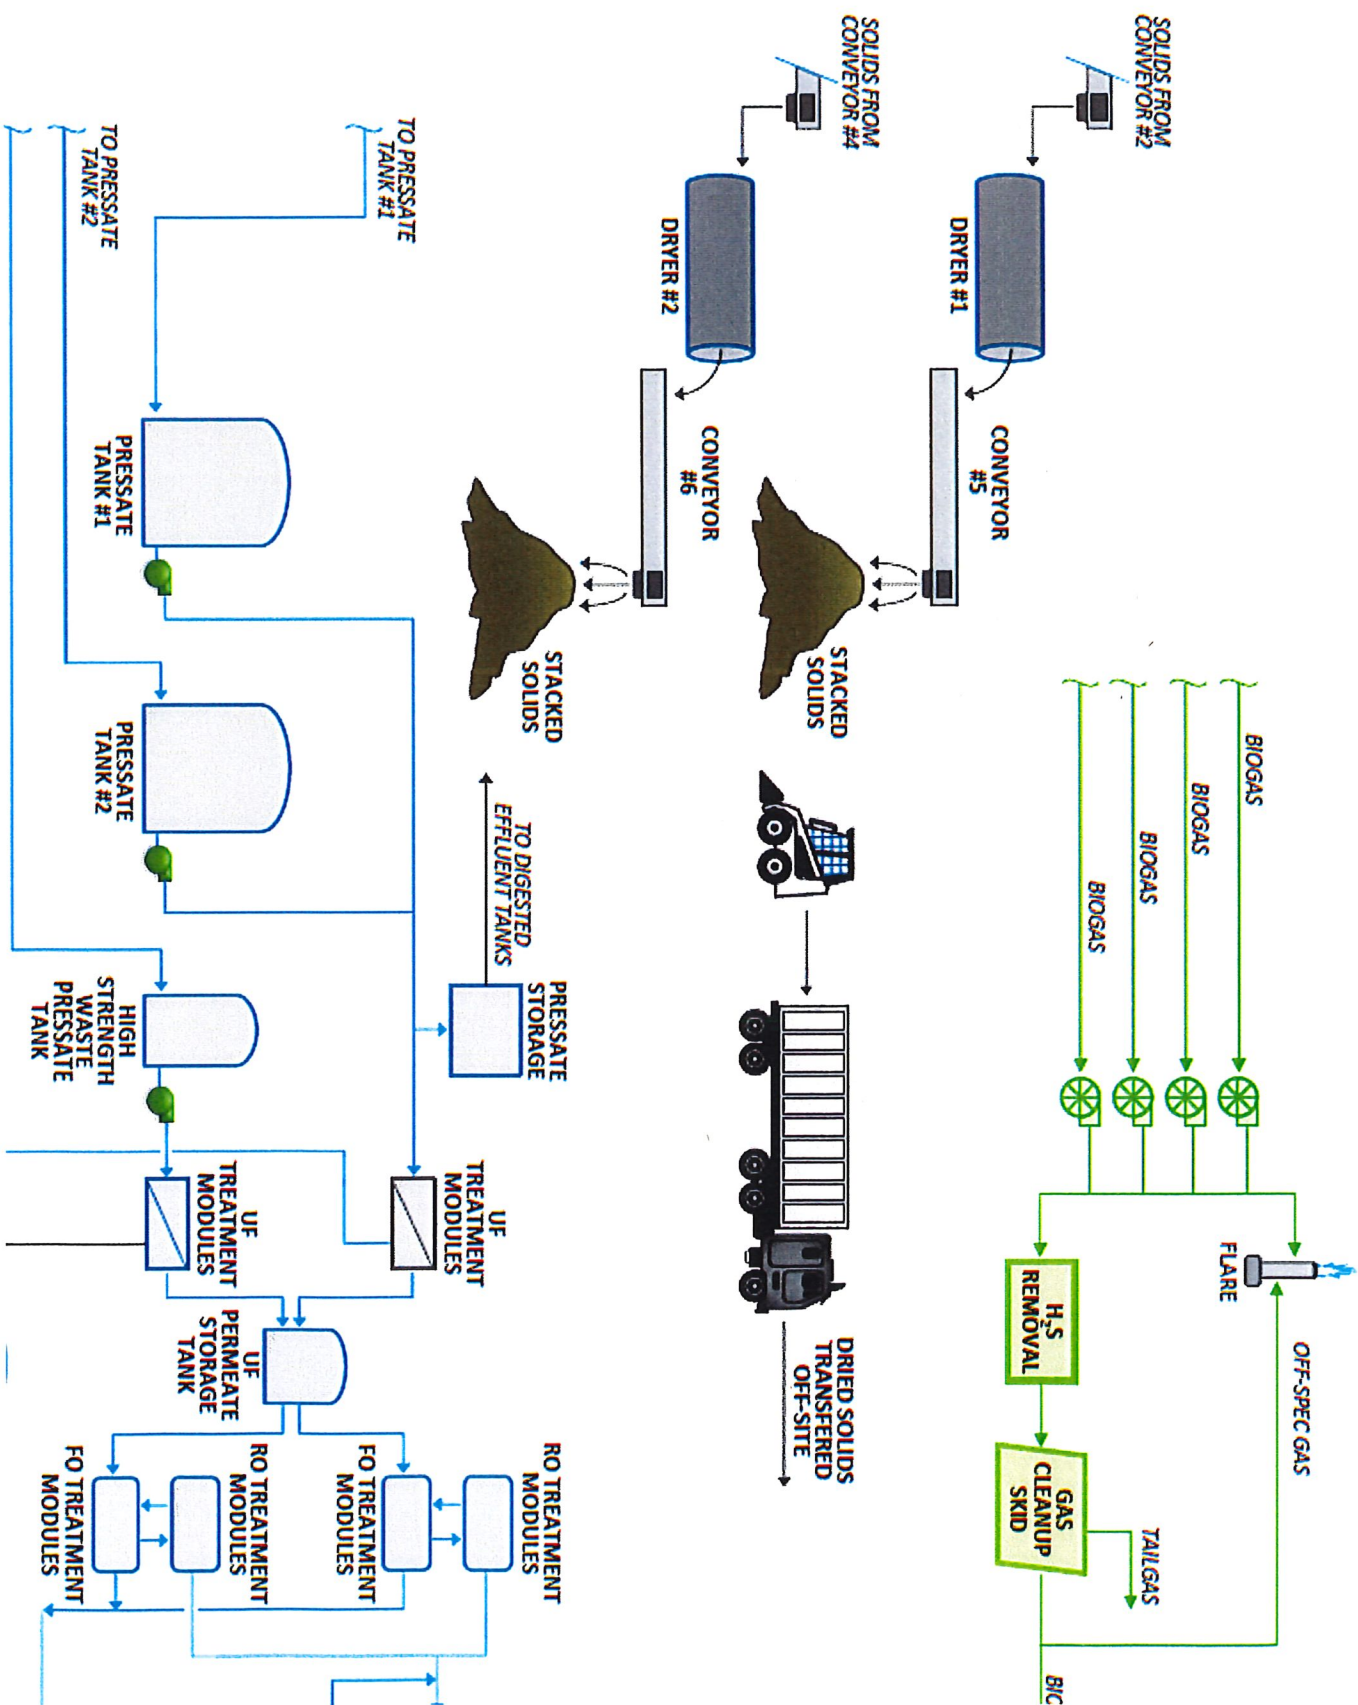 SOLIDS FROM
CONVEYOR #2
DRYER #1
CONVEYOR
#5
STACKED
SOLIDS
BIOGAS
BIOGAS
BIOGAS
BIOGAS
FLARE
OFF-SPEC GAS
H₂S
REMOVAL
GAS
CLEANUP
SKID
TAILGAS
SOLIDS FROM
CONVEYOR #4
DRYER #2
CONVEYOR
#6
STACKED
SOLIDS
DRIED SOLIDS
TRANSFERED
OFF-SITE
TO DIGESTED
EFFLUENT TANKS
PRESSATE
STORAGE
TO PRESSATE
TANK #1
TO PRESSATE
TANK #2
PRESSATE
TANK #1
PRESSATE
TANK #2
HIGH
STRENGTH
WASTE
PRESSATE
TANK
UF
TREATMENT
MODULES
UF
TREATMENT
MODULES
UF
PERMEATE
STORAGE
TANK
RO TREATMENT
MODULES
FO TREATMENT
MODULES
RO TREATMENT
MODULES
FO TREATMENT
MODULES